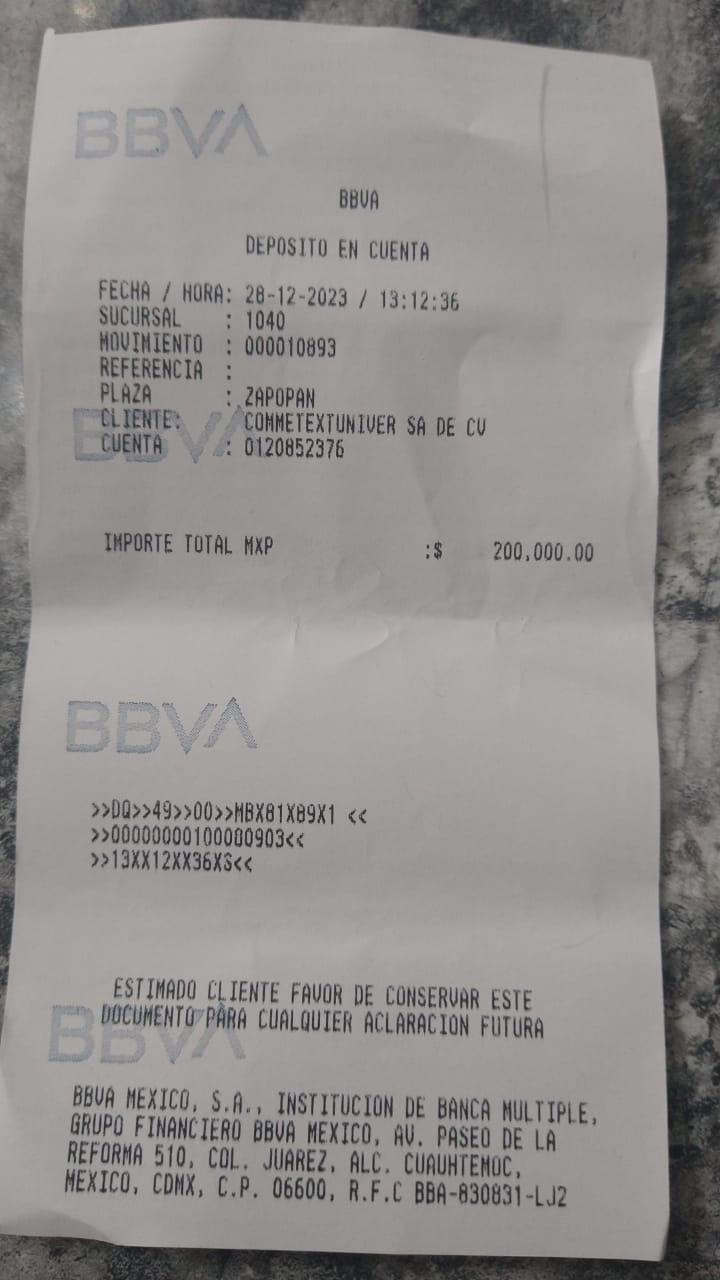 BBVA
BBVA
DEPOSITO EN CUENTA
FECHA / HORA: 28-12-2023 / 13:12:36
SUCURSAL : 1040
MOVIMIENTO : 000010893
REFERENCIA :
PLAZA : ZAPOPAN
CLIENTE: COMMETEXTUNIVER SA DE CV
BBVA
CUENTA : 0120852376
IMPORTE TOTAL MXP :$ 200,000.00
BBVA
>>DQ>>49>>00>>MBX81X89X1 <<
>>00000000100000903<<
>>13XX12XX36XS<<
ESTIMADO CLIENTE FAVOR DE CONSERVAR ESTE
DOCUMENTO PARA CUALQUIER ACLARACION FUTURA
BBVA
BBVA MEXICO, S.A., INSTITUCION DE BANCA MULTIPLE,
GRUPO FINANCIERO BBVA MEXICO, AV. PASEO DE LA
REFORMA 510, COL. JUAREZ, ALC. CUAUHTEMOC,
MEXICO, CDMX, C.P. 06600, R.F.C BBA-830831-LJ2